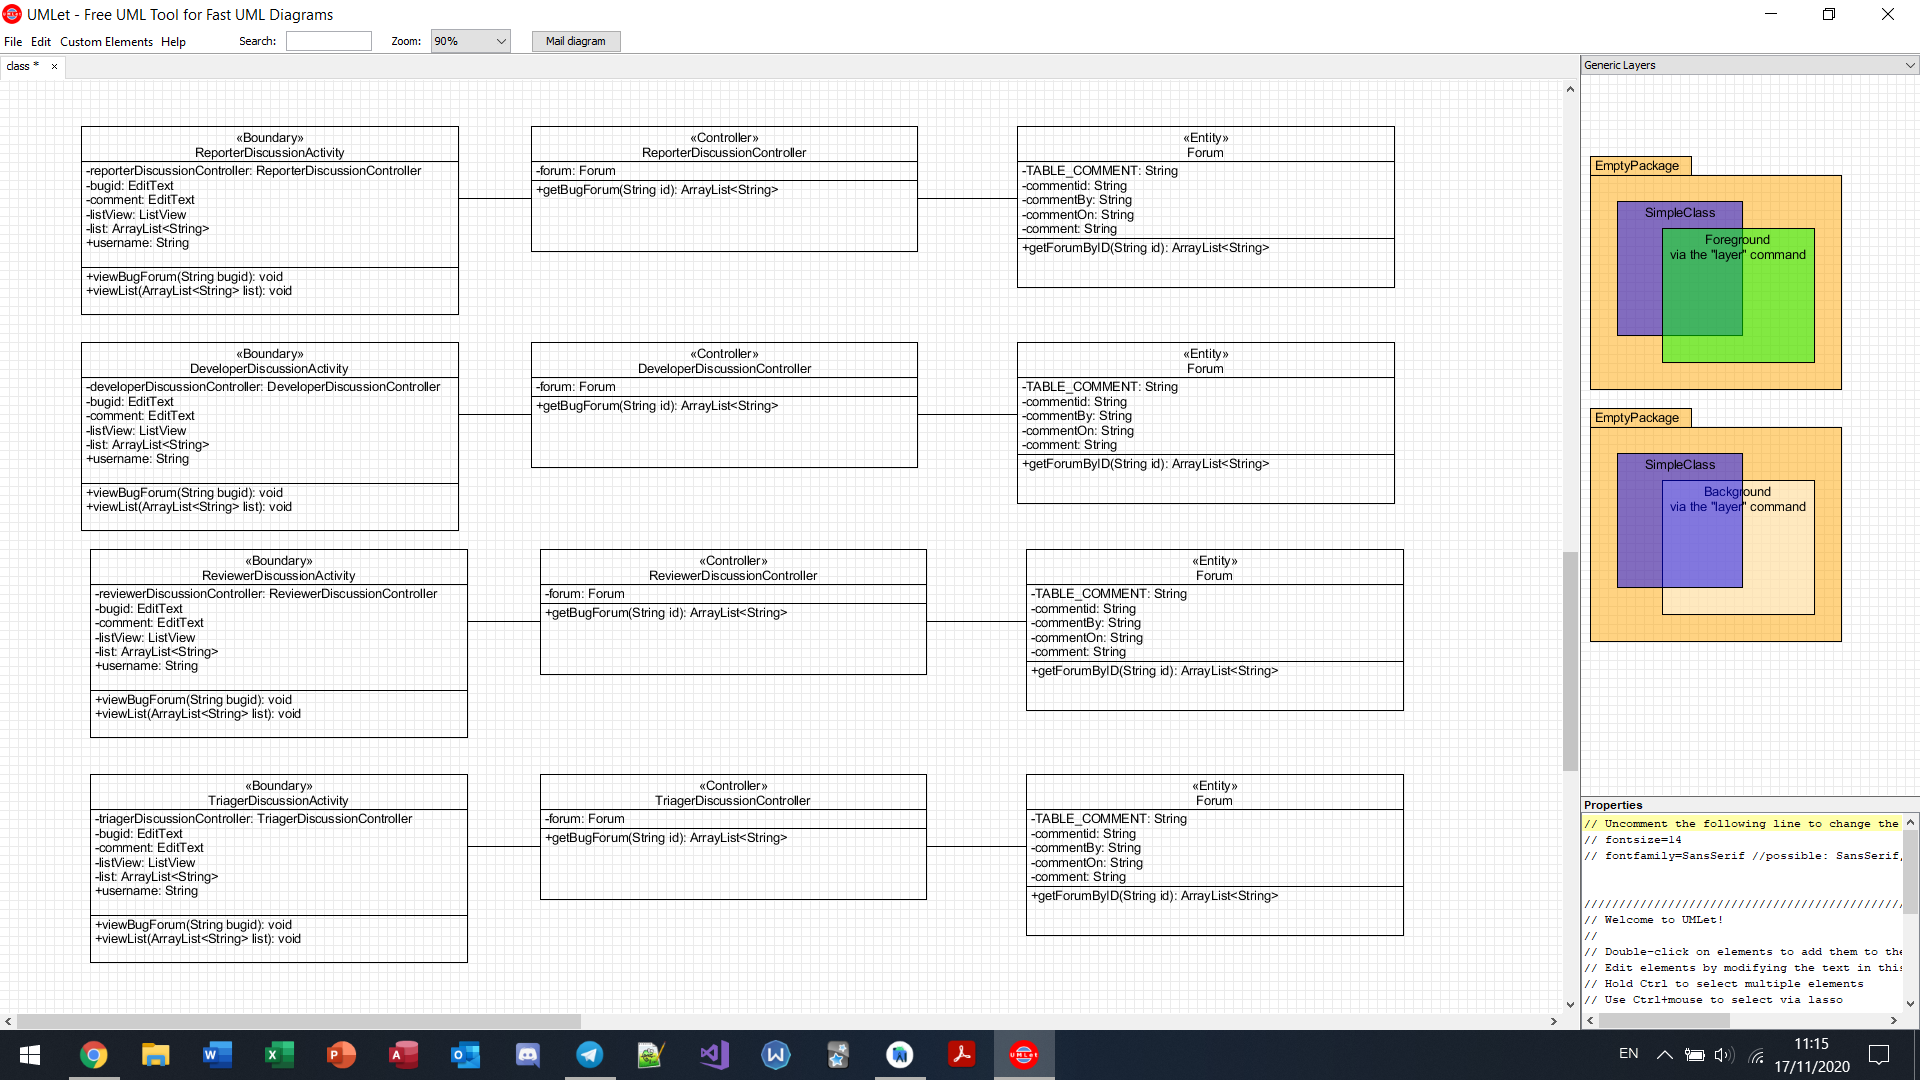 UMLet - Free UML Tool for Fast UML Diagrams
File Edit Custom Elements Help Search: Zoom: 90% Mail diagram
class *
Generic Layers
«Boundary»
ReporterDiscussionActivity
-reporterDiscussionController: ReporterDiscussionController
-bugid: EditText
-comment: EditText
-listView: ListView
-list: ArrayList<String>
+username: String
+viewBugForum(String bugid): void
+viewList(ArrayList<String> list): void
«Controller»
ReporterDiscussionController
-forum: Forum
+getBugForum(String id): ArrayList<String>
«Entity»
Forum
-TABLE_COMMENT: String
-commentid: String
-commentBy: String
-commentOn: String
-comment: String
+getForumByID(String id): ArrayList<String>
«Boundary»
DeveloperDiscussionActivity
-developerDiscussionController: DeveloperDiscussionController
-bugid: EditText
-comment: EditText
-listView: ListView
-list: ArrayList<String>
+username: String
+viewBugForum(String bugid): void
+viewList(ArrayList<String> list): void
«Controller»
DeveloperDiscussionController
-forum: Forum
+getBugForum(String id): ArrayList<String>
«Entity»
Forum
-TABLE_COMMENT: String
-commentid: String
-commentBy: String
-commentOn: String
-comment: String
+getForumByID(String id): ArrayList<String>
«Boundary»
ReviewerDiscussionActivity
-reviewerDiscussionController: ReviewerDiscussionController
-bugid: EditText
-comment: EditText
-listView: ListView
-list: ArrayList<String>
+username: String
+viewBugForum(String bugid): void
+viewList(ArrayList<String> list): void
«Controller»
ReviewerDiscussionController
-forum: Forum
+getBugForum(String id): ArrayList<String>
«Entity»
Forum
-TABLE_COMMENT: String
-commentid: String
-commentBy: String
-commentOn: String
-comment: String
+getForumByID(String id): ArrayList<String>
«Boundary»
TriagerDiscussionActivity
-triagerDiscussionController: TriagerDiscussionController
-bugid: EditText
-comment: EditText
-listView: ListView
-list: ArrayList<String>
+username: String
+viewBugForum(String bugid): void
+viewList(ArrayList<String> list): void
«Controller»
TriagerDiscussionController
-forum: Forum
+getBugForum(String id): ArrayList<String>
«Entity»
Forum
-TABLE_COMMENT: String
-commentid: String
-commentBy: String
-commentOn: String
-comment: String
+getForumByID(String id): ArrayList<String>
EmptyPackage
SimpleClass
Foreground
via the "layer" command
EmptyPackage
SimpleClass
Background
via the "layer" command
Properties
// Uncomment the following line to change the
// fontsize=14
// fontfamily=SansSerif //possible: SansSerif,
//////////////////////////////////////////////
// Welcome to UMLet!
//
// Double-click on elements to add them to the
// Edit elements by modifying the text in this
// Hold Ctrl to select multiple elements
// Use Ctrl+mouse to select via lasso
EN
11:15
17/11/2020